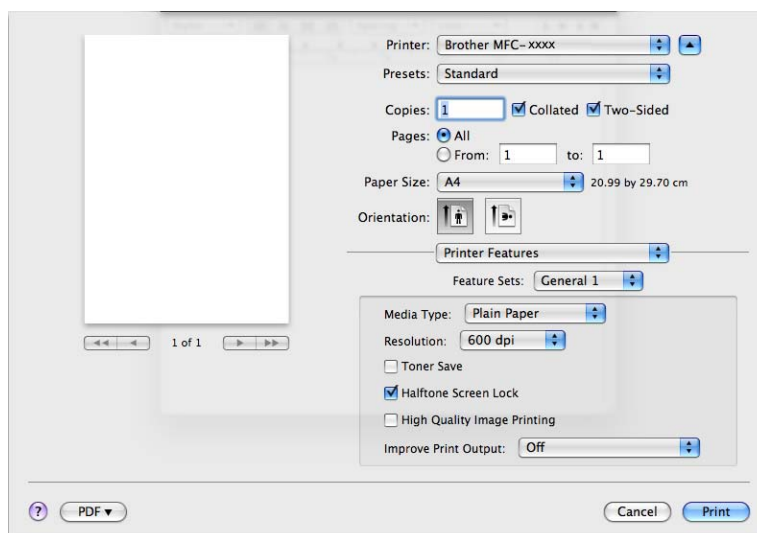 Printer: Brother MFC-xxxx
Presets: Standard
Copies: 1 Collated Two-Sided
Pages: All
From: 1 to: 1
Paper Size: A4 20.99 by 29.70 cm
Orientation:
Printer Features
Feature Sets: General 1
Media Type: Plain Paper
1 of 1
Resolution: 600 dpi
Toner Save
Halftone Screen Lock
High Quality Image Printing
Improve Print Output: Off
? PDF▼ Cancel Print